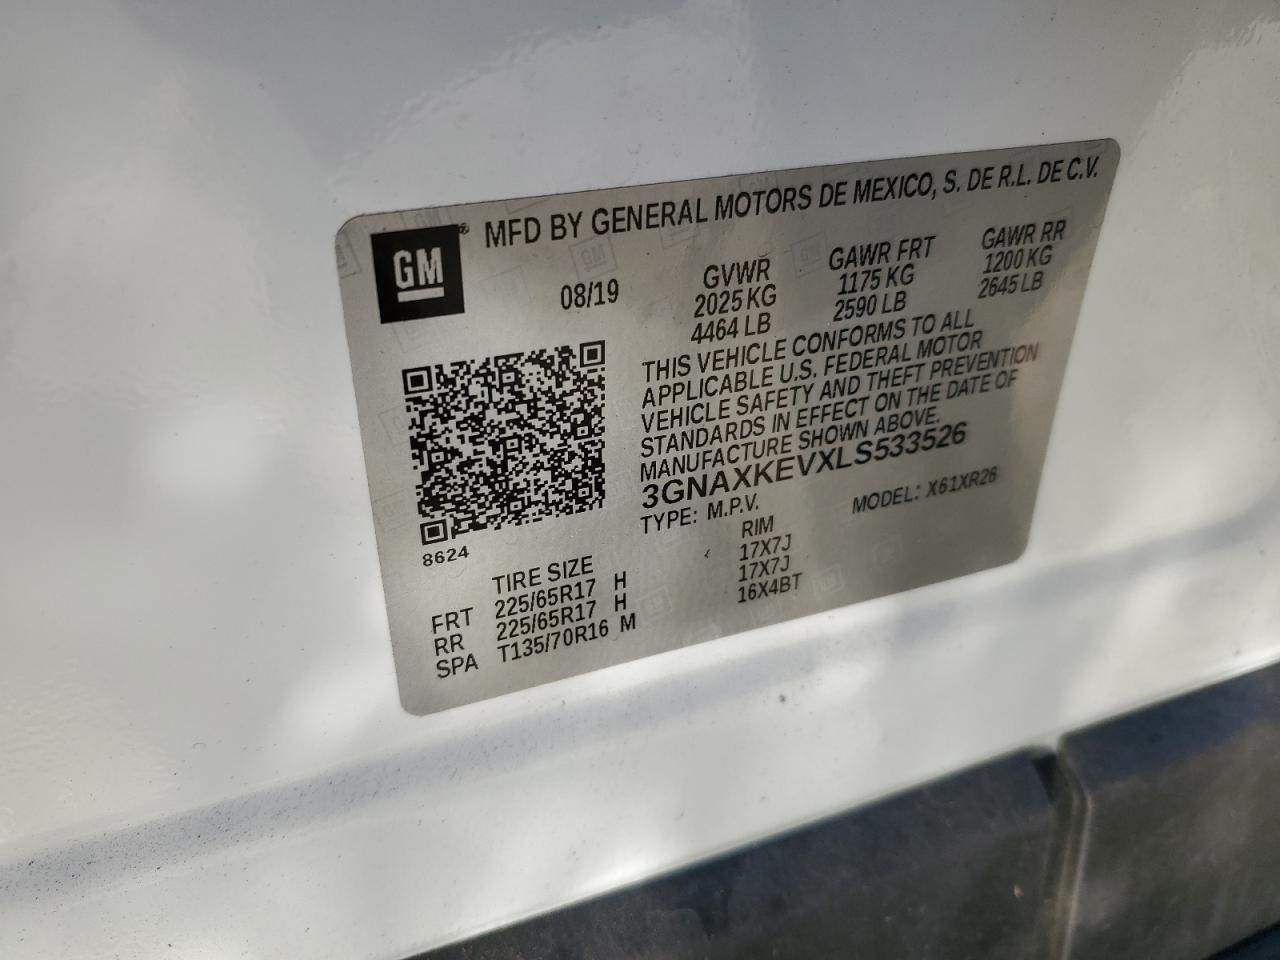 GM
MFD BY GENERAL MOTORS DE MEXICO, S. DE R.L. DE C.V.
08/19
GVWR
2025 KG
4464 LB
GAWR FRT
1175 KG
2590 LB
GAWR RR
1200 KG
2645 LB
THIS VEHICLE CONFORMS TO ALL
APPLICABLE U.S. FEDERAL MOTOR
VEHICLE SAFETY AND THEFT PREVENTION
STANDARDS IN EFFECT ON THE DATE OF
MANUFACTURE SHOWN ABOVE.
3GNAXKEVXLS533526
TYPE: M.P.V.
MODEL: X61XR26
8624
TIRE SIZE RIM
FRT 225/65R17 H 17X7J
RR 225/65R17 H 17X7J
SPA T135/70R16 M 16X4BT